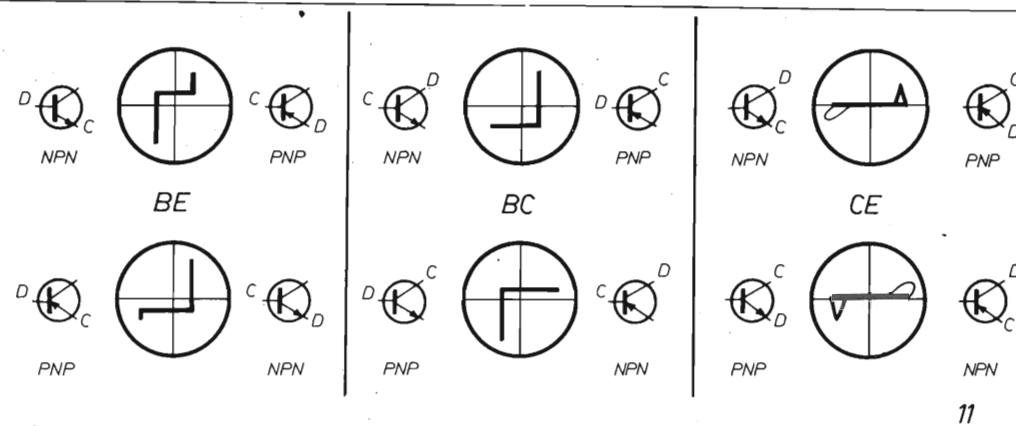 D C NPN C D PNP C D NPN D C PNP D C NPN C D PNP
BE BC CE
D C PNP C D NPN D C PNP C D NPN C D PNP D C NPN
11